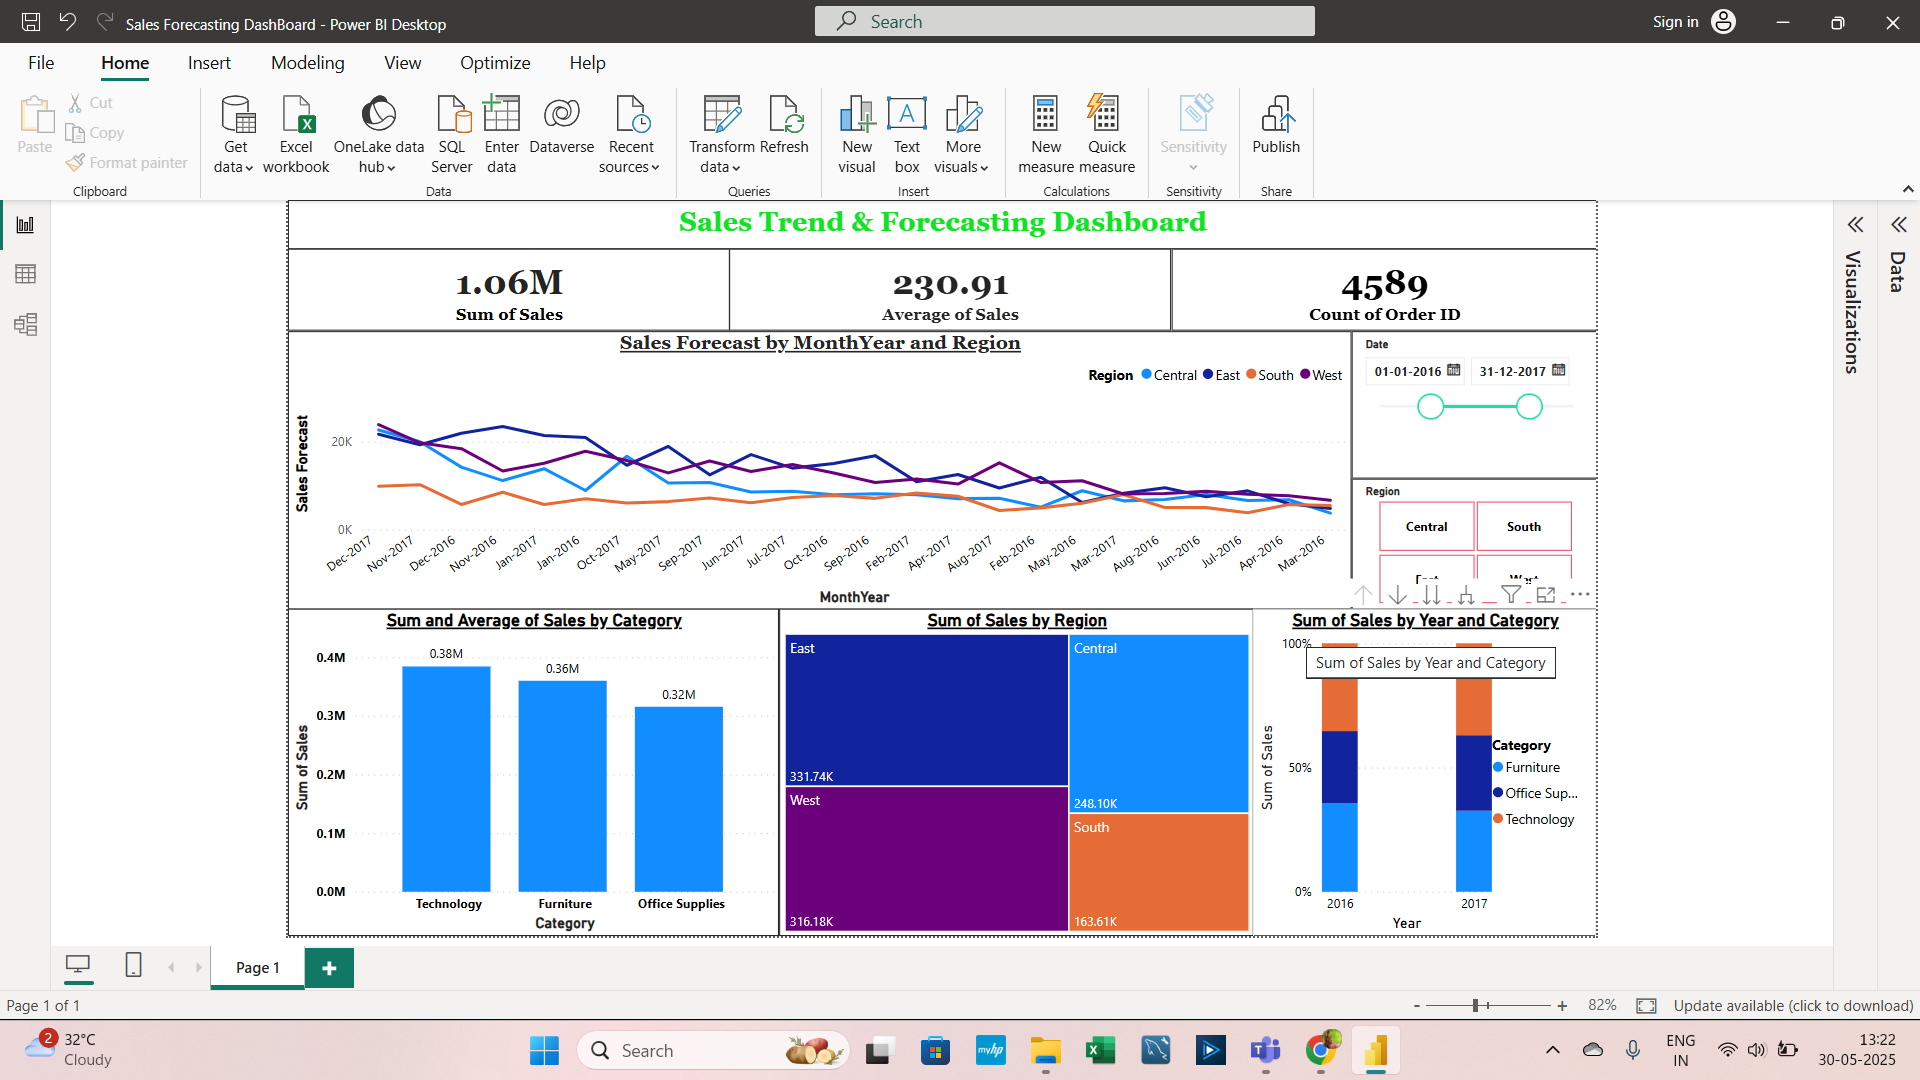 Sales Forecasting DashBoard - Power BI Desktop
Search
Sign in
File Home Insert Modeling View Optimize Help
Paste
Cut
Copy
Format painter
Clipboard
Get data
Excel workbook
OneLake data hub
SQL Server
Enter data
Dataverse
Recent sources
Data
Transform data
Refresh
Queries
New visual
Text box
More visuals
Insert
New measure
Quick measure
Calculations
Sensitivity
Sensitivity
Publish
Share
Sales Trend & Forecasting Dashboard
1.06M
Sum of Sales
230.91
Average of Sales
4589
Count of Order ID
Sales Forecast by MonthYear and Region
Region Central East South West
Sales Forecast
20K
0K
Dec-2017 Nov-2017 Dec-2016 Nov-2016 Jan-2017 Jan-2016 Oct-2017 May-2017 Sep-2017 Jun-2017 Jul-2017 Oct-2016 Sep-2016 Feb-2017 Apr-2017 Aug-2017 Feb-2016 May-2016 Mar-2017 Aug-2016 Jun-2016 Jul-2016 Apr-2016 Mar-2016
MonthYear
Date
01-01-2016 31-12-2017
Region
Central South
Sum and Average of Sales by Category
Sum of Sales
0.4M
0.3M
0.2M
0.1M
0.0M
0.38M
0.36M
0.32M
Technology Furniture Office Supplies
Category
Sum of Sales by Region
East
331.74K
West
316.18K
Central
248.10K
South
163.61K
Sum of Sales by Year and Category
Sum of Sales by Year and Category
Sum of Sales
100%
50%
0%
2016 2017
Year
Category
Furniture
Office Sup...
Technology
Visualizations
Data
Page 1
Page 1 of 1
- + 82%
Update available (click to download)
2
32°C
Cloudy
Search
myhp
ENG
IN
13:22
30-05-2025